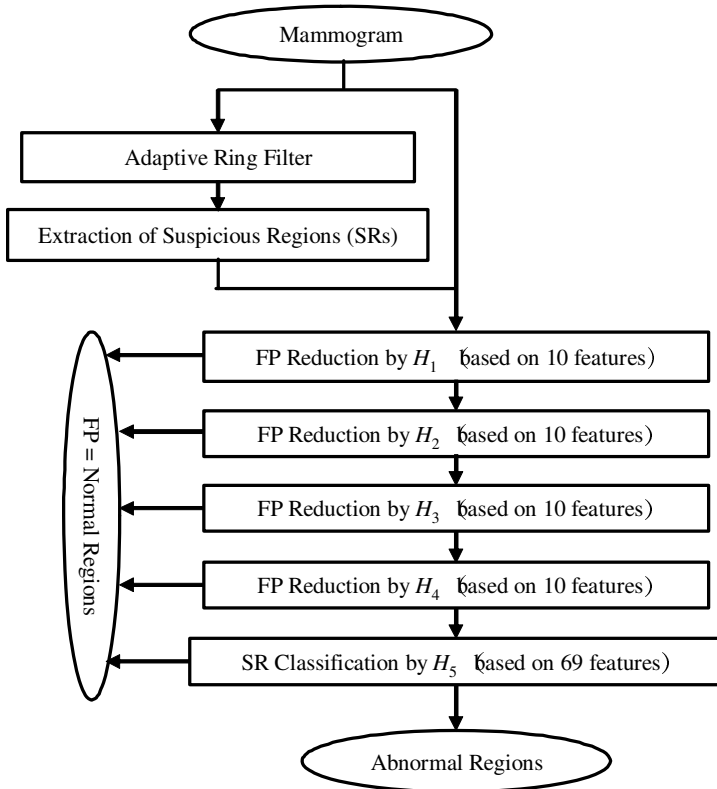 Mammogram
Adaptive Ring Filter
Extraction of Suspicious Regions (SRs)
FP Reduction by H1 (based on 10 features)
FP Reduction by H2 (based on 10 features)
FP Reduction by H3 (based on 10 features)
FP Reduction by H4 (based on 10 features)
SR Classification by H5 (based on 69 features)
FP = Normal Regions
Abnormal Regions